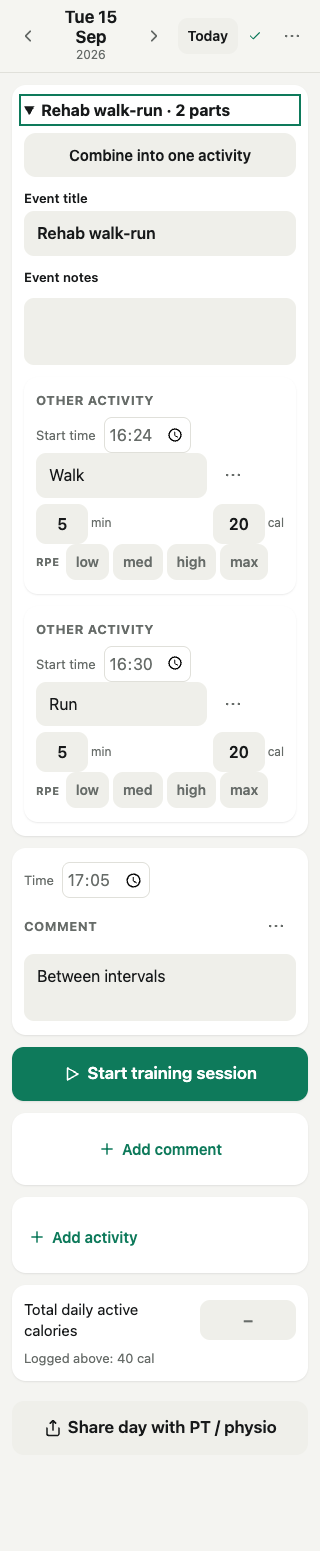 Tue 15
Sep
2026
Today
Rehab walk-run · 2 parts
Combine into one activity
Event title
Rehab walk-run
Event notes
OTHER ACTIVITY
Start time 16:24
Walk
5 min 20 cal
RPE low med high max
OTHER ACTIVITY
Start time 16:30
Run
5 min 20 cal
RPE low med high max
Time 17:05
COMMENT
Between intervals
Start training session
+ Add comment
+ Add activity
Total daily active
calories
–
Logged above: 40 cal
Share day with PT / physio